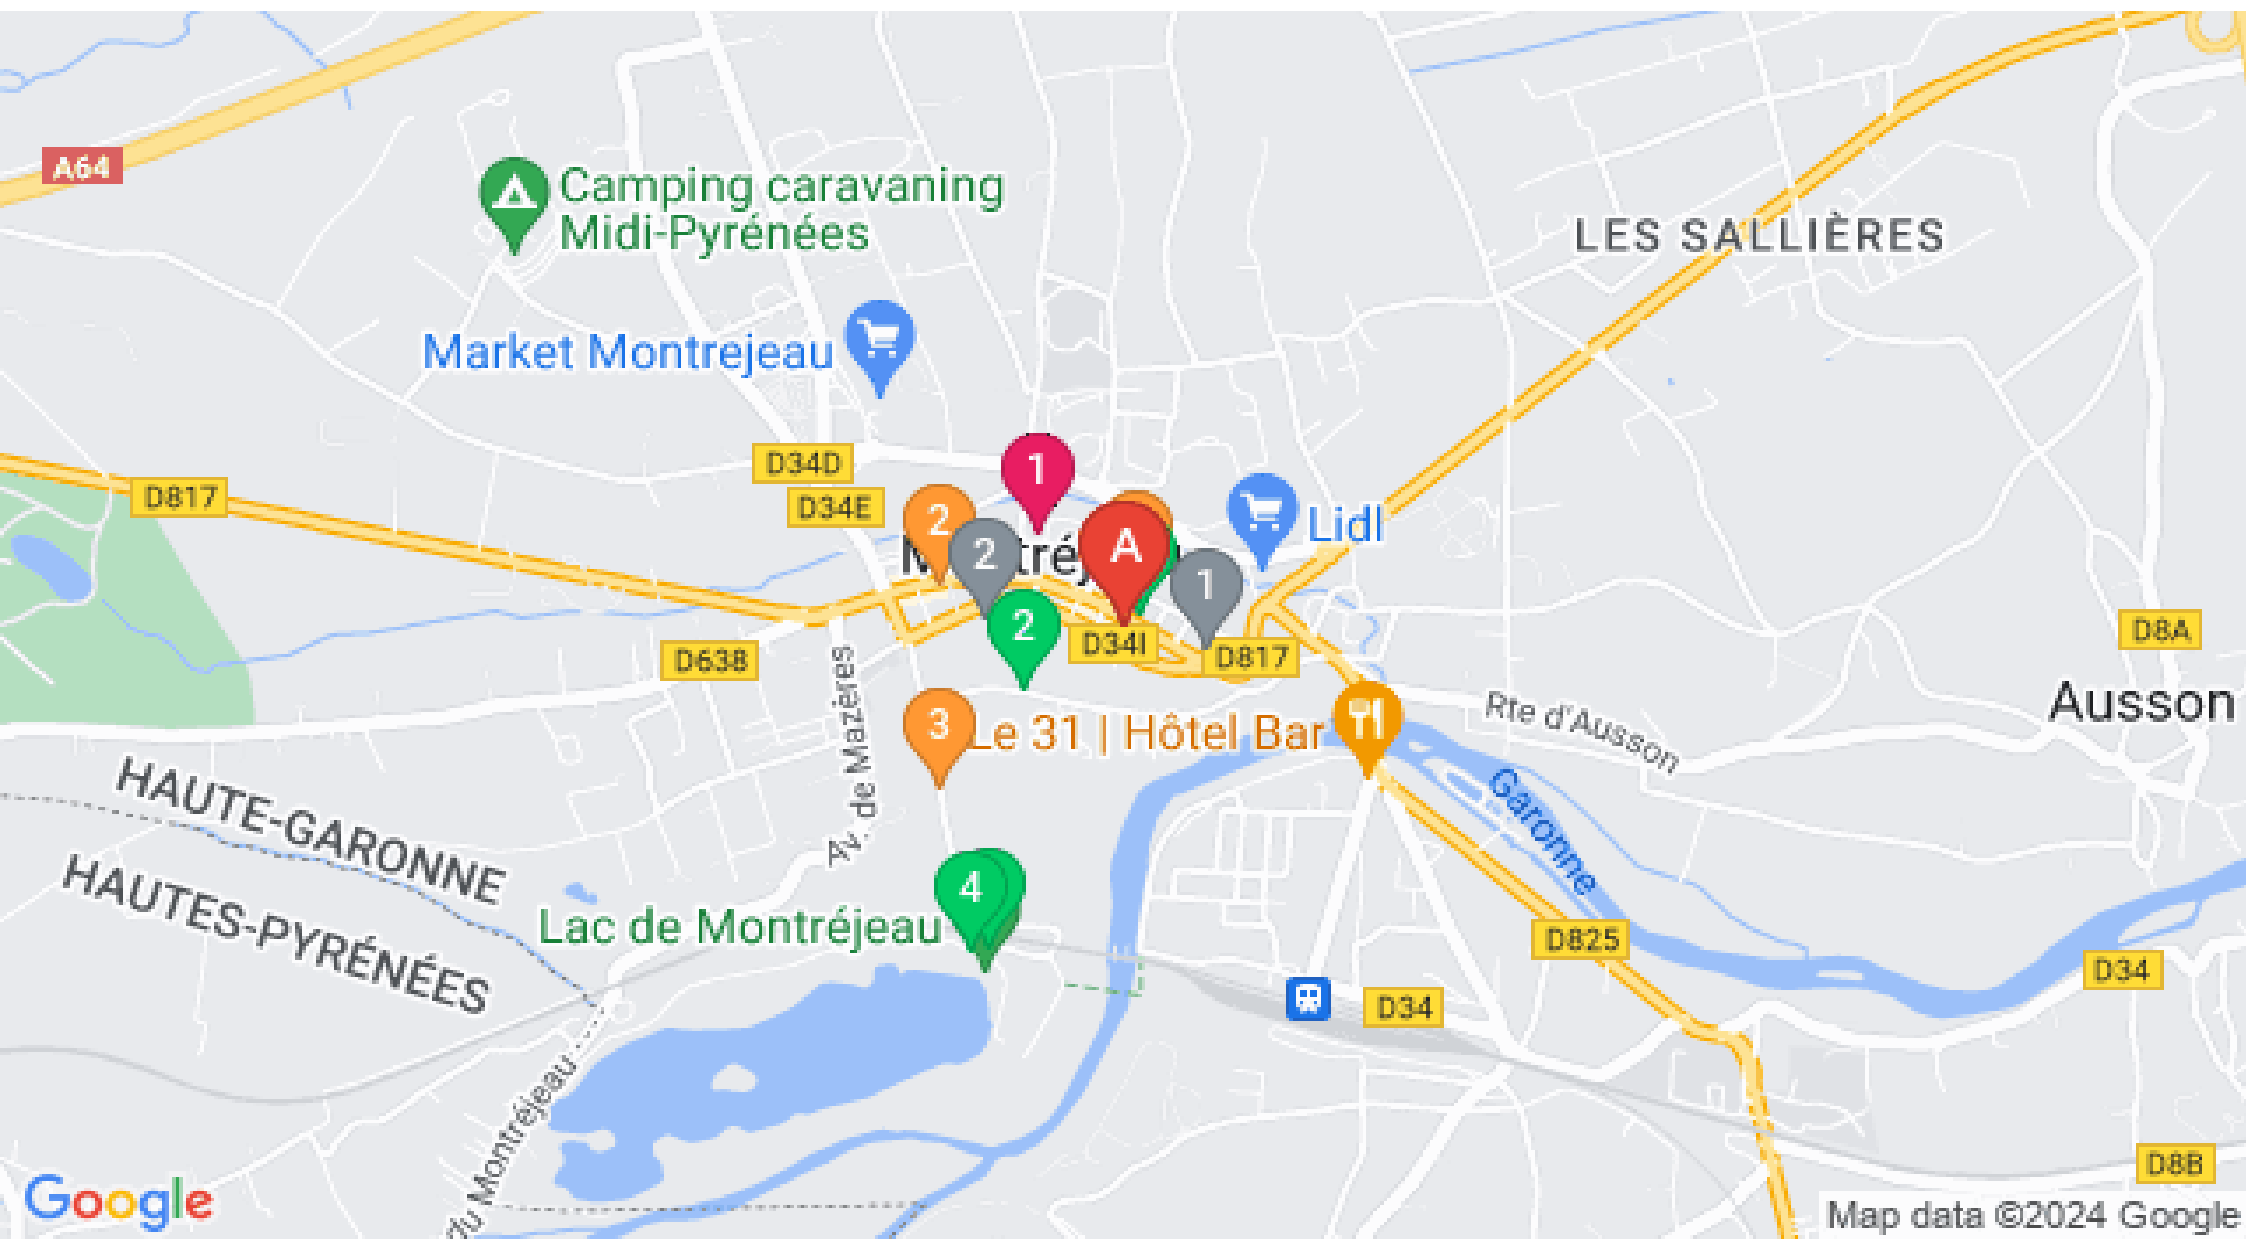 A64
Camping caravaning
Midi-Pyrénées
LES SALLIÈRES
Market Montrejeau
D34D
1
D817
D34E
2
Lidl
2
A
1
2
D34I
D817
D638
D8A
Av. de Mazères
3
Le 31 | Hôtel Bar
Rte d'Ausson
Ausson
HAUTE-GARONNE
HAUTES-PYRÉNÉES
Garonne
4
Lac de Montréjeau
D825
D34
D34
du Montréjeau
D8B
Google
Map data ©2024 Google